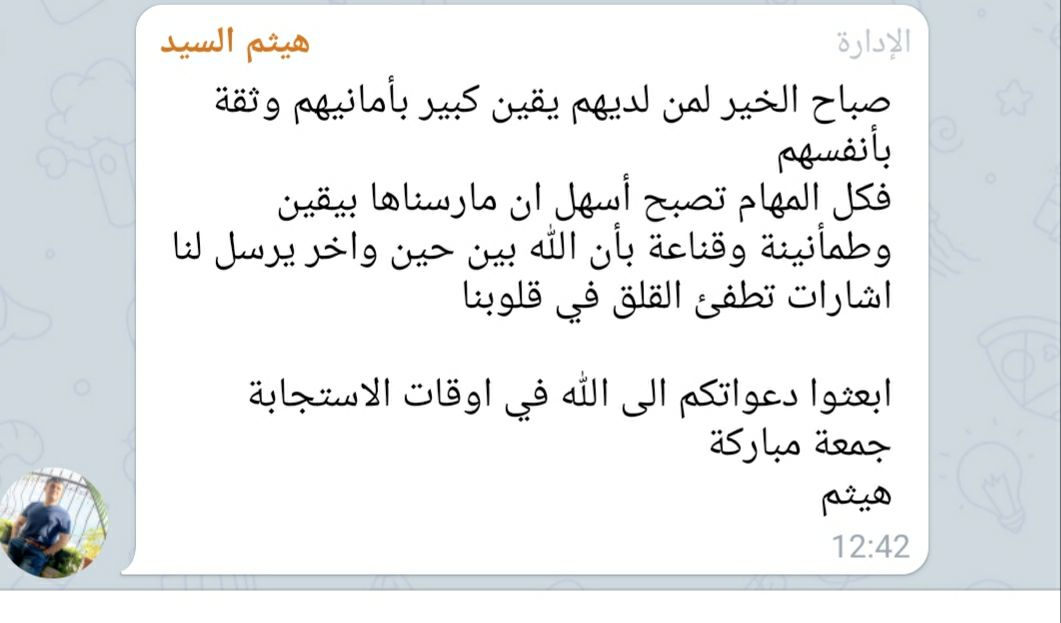 هيثم السيد
الإدارة
صباح الخير لمن لديهم يقين كبير بأمانيهم وثقة
بأنفسهم
فكل المهام تصبح أسهل ان مارسناها بيقين
وطمأنينة وقناعة بأن الله بين حين واخر يرسل لنا
اشارات تطفئ القلق في قلوبنا
ابعثوا دعواتكم الى الله في اوقات الاستجابة
جمعة مباركة
هيثم
12:42